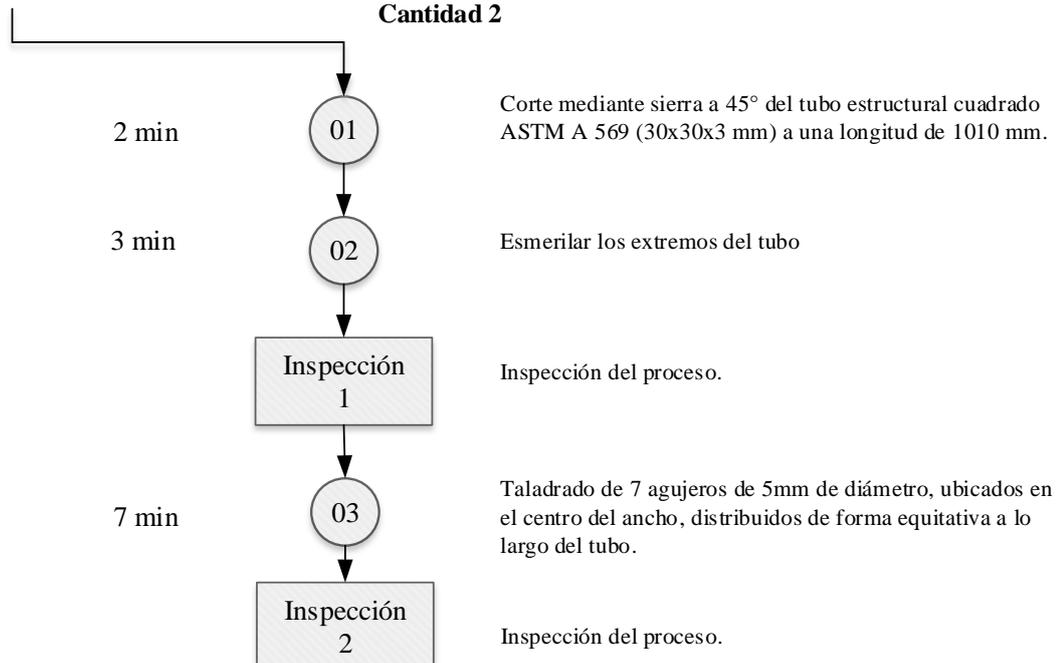 Cantidad 2
2 min
01
Corte mediante sierra a 45° del tubo estructural cuadrado
ASTM A 569 (30x30x3 mm) a una longitud de 1010 mm.
3 min
02
Esmerilar los extremos del tubo
Inspección
1
Inspección del proceso.
7 min
03
Taladrado de 7 agujeros de 5mm de diámetro, ubicados en
el centro del ancho, distribuidos de forma equitativa a lo
largo del tubo.
Inspección
2
Inspección del proceso.